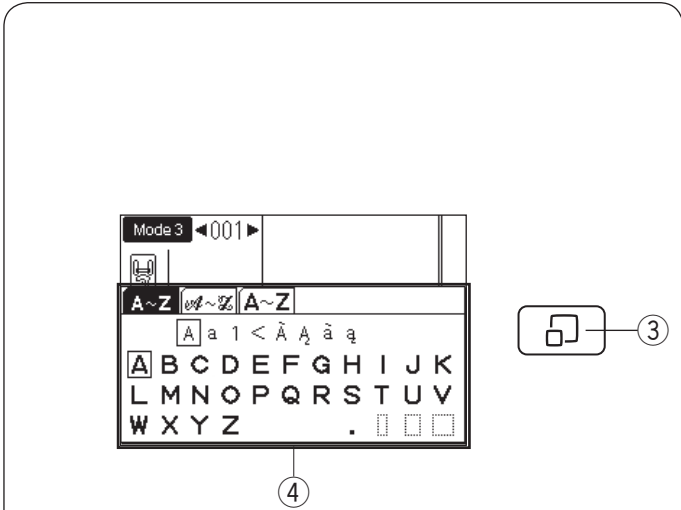 Mode 3 ◄001►
A~Z 𝒜~𝒵 A~Z
A a 1 < Ã Ą ã ą
A B C D E F G H I J K
L M N O P Q R S T U V
W X Y Z .
③
④